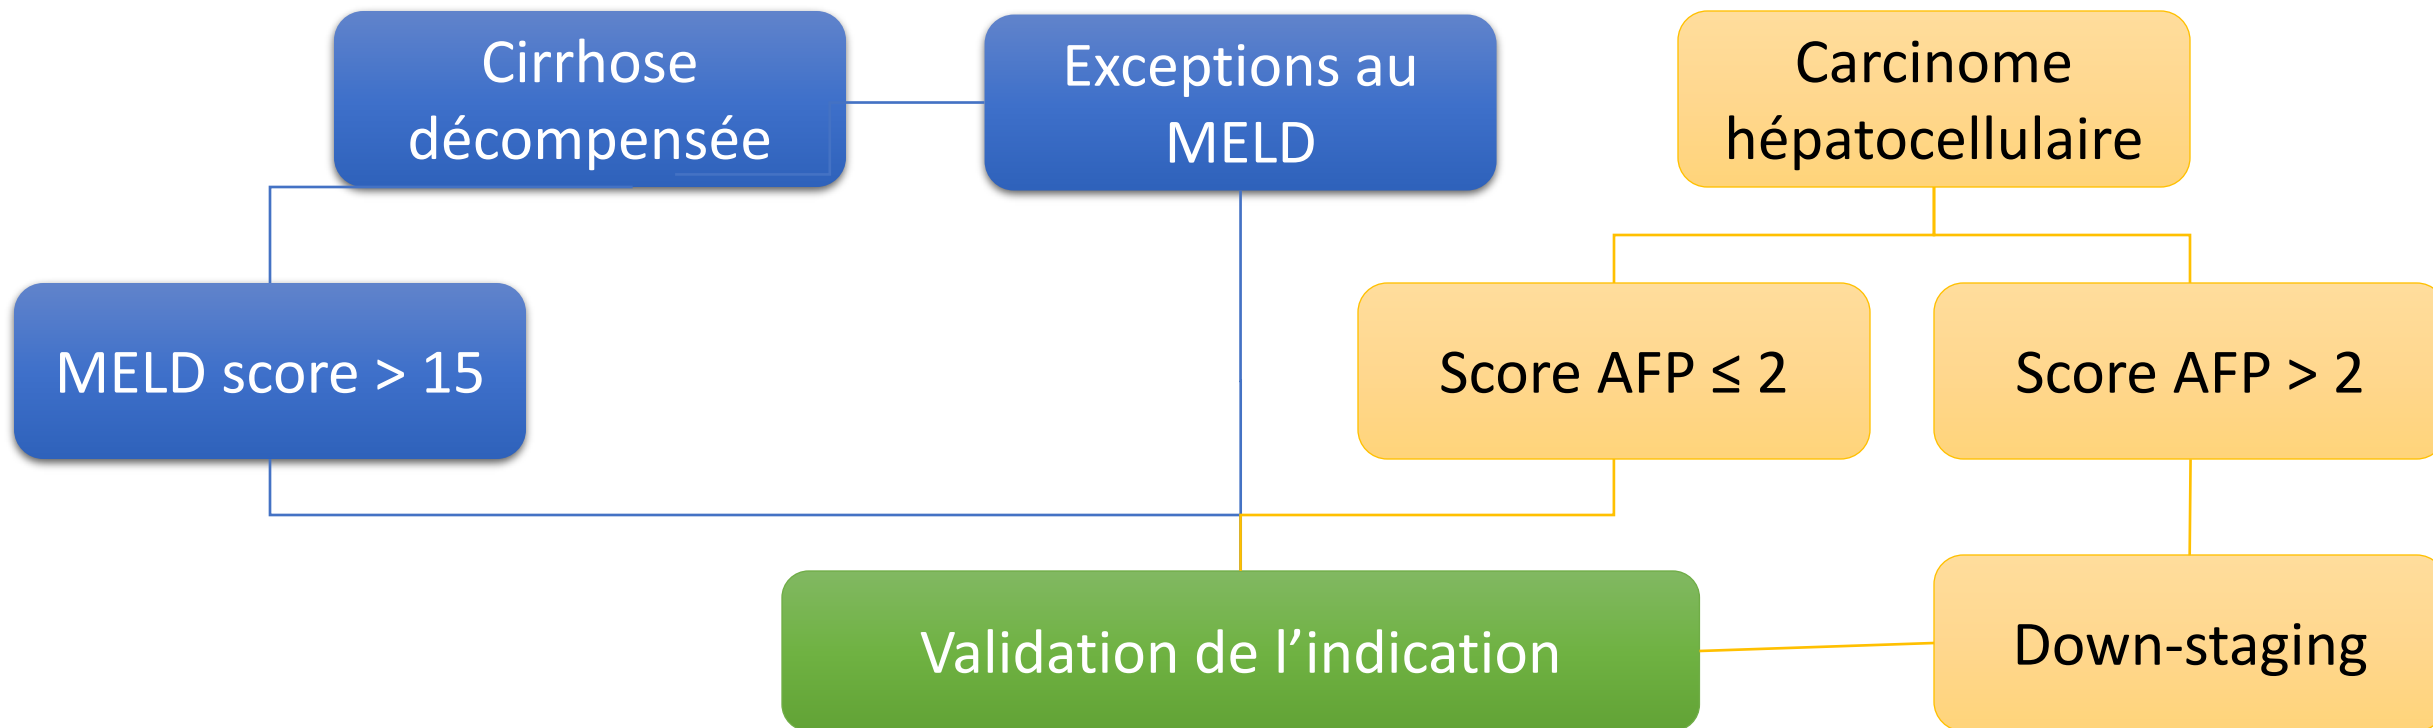 Cirrhose
décompensée
Exceptions au
MELD
Carcinome
hépatocellulaire
MELD score > 15
Score AFP ≤ 2
Score AFP > 2
Validation de l’indication
Down-staging